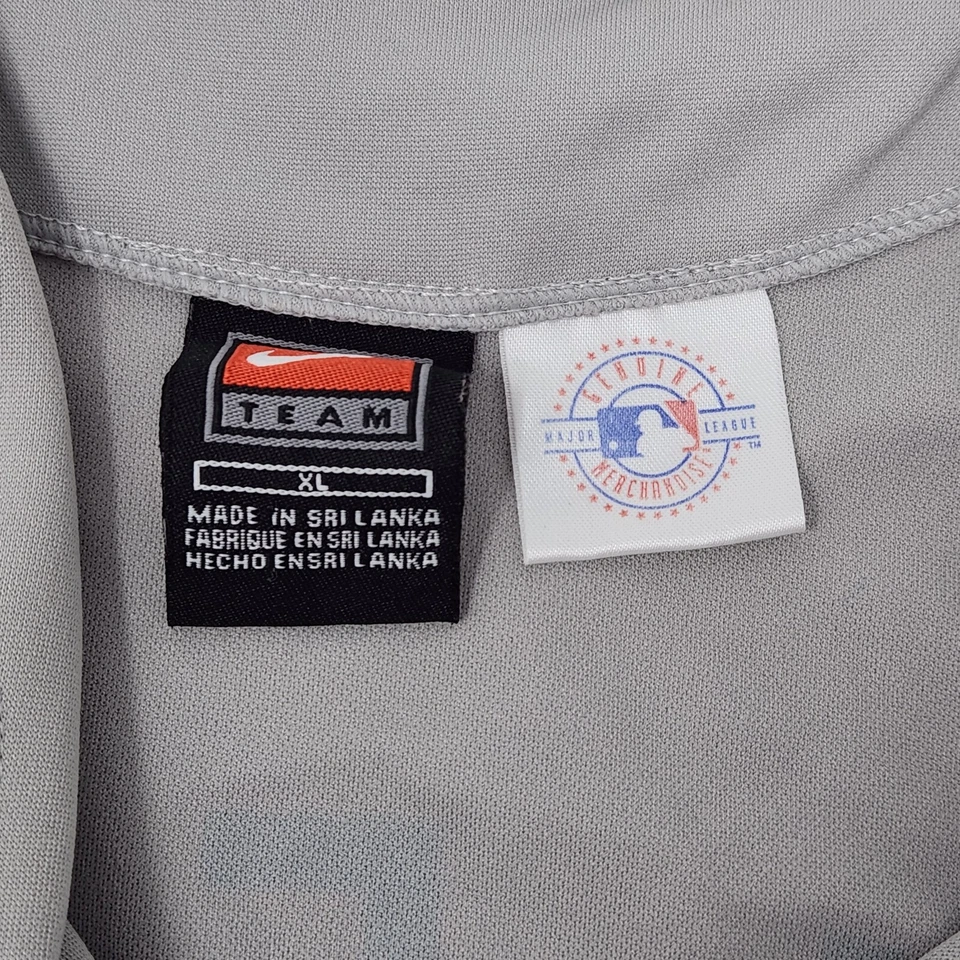 TEAM
XL
MADE IN SRI LANKA
FABRIQUE EN SRI LANKA
HECHO EN SRI LANKA
GENUINE
MAJOR LEAGUE
TM
MERCHANDISE